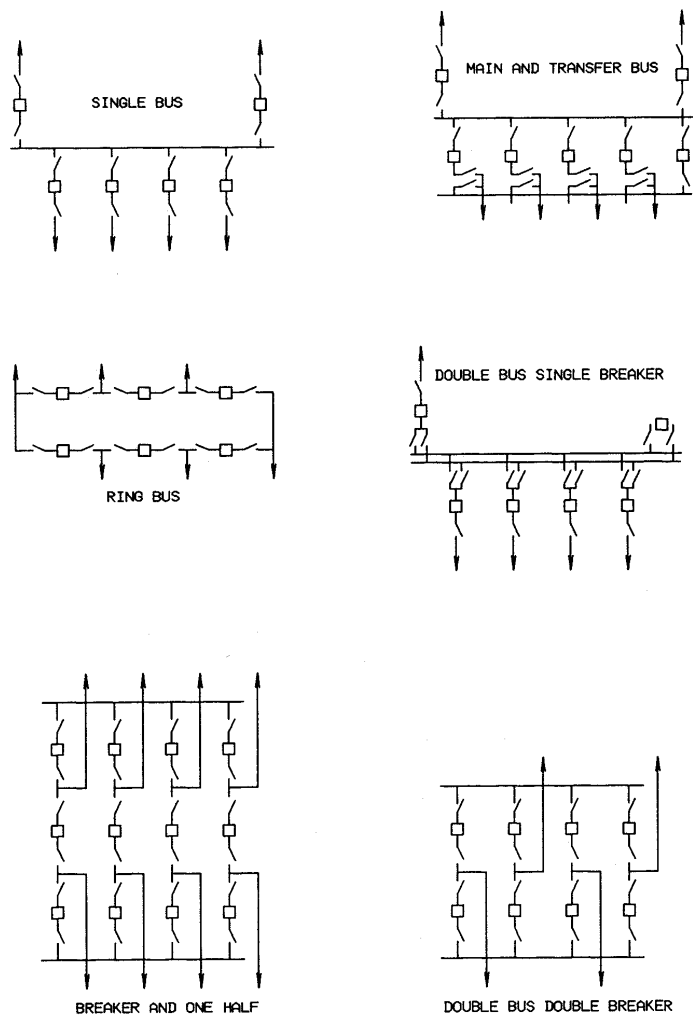 SINGLE BUS
MAIN AND TRANSFER BUS
RING BUS
DOUBLE BUS SINGLE BREAKER
BREAKER AND ONE HALF
DOUBLE BUS DOUBLE BREAKER